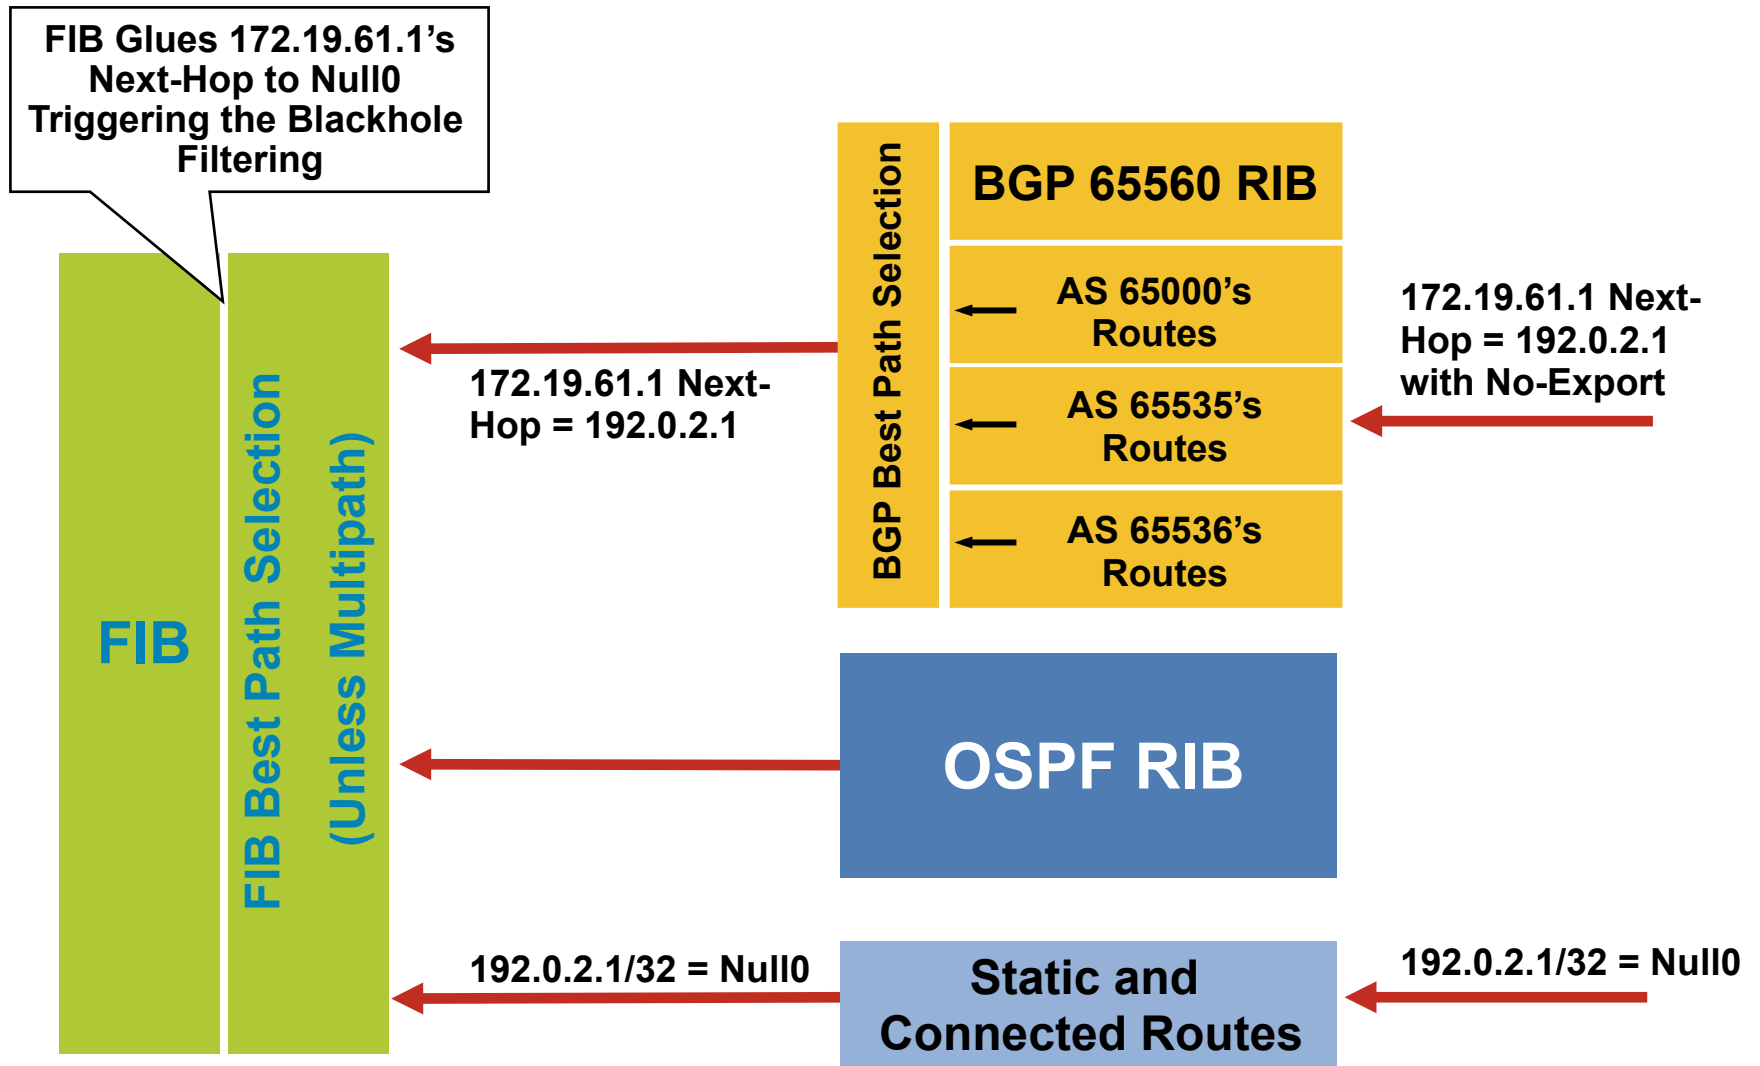 FIB Glues 172.19.61.1’s
Next-Hop to Null0
Triggering the Blackhole
Filtering
FIB
FIB Best Path Selection
(Unless Multipath)
172.19.61.1 Next-
Hop = 192.0.2.1
BGP Best Path Selection
BGP 65560 RIB
AS 65000’s
Routes
AS 65535’s
Routes
AS 65536’s
Routes
172.19.61.1 Next-
Hop = 192.0.2.1
with No-Export
OSPF RIB
192.0.2.1/32 = Null0
Static and
Connected Routes
192.0.2.1/32 = Null0